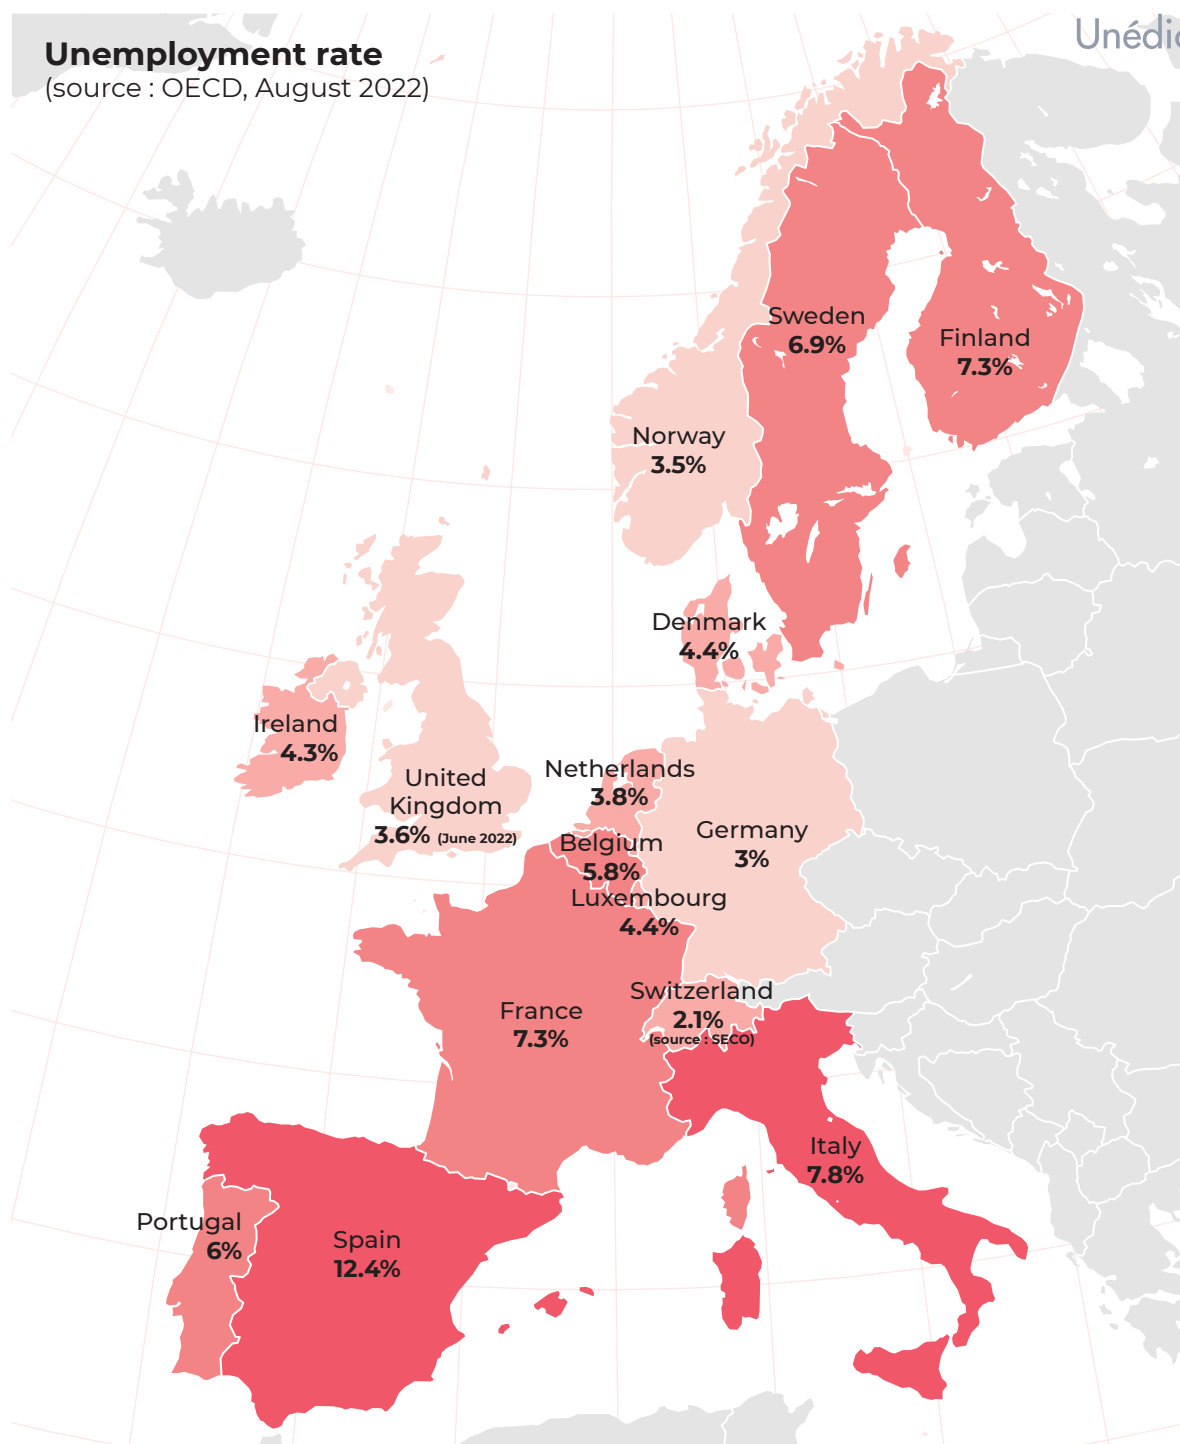 Unemployment rate
(source : OECD, August 2022)
Unédic
Sweden
6.9%
Finland
7.3%
Norway
3.5%
Denmark
4.4%
Ireland
4.3%
United
Kingdom
3.6% (June 2022)
Netherlands
3.8%
Germany
3%
Belgium
5.8%
Luxembourg
4.4%
Switzerland
2.1%
(source : SECO)
France
7.3%
Italy
7.8%
Portugal
6%
Spain
12.4%